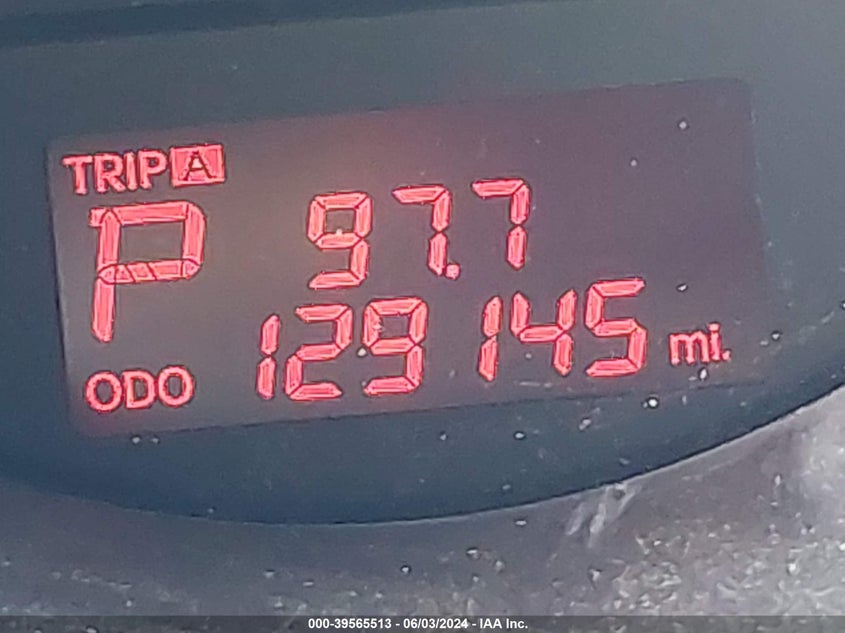 TRIP A
P 97.7
129145 mi.
ODO
000-39565513 - 06/03/2024 - IAA Inc.